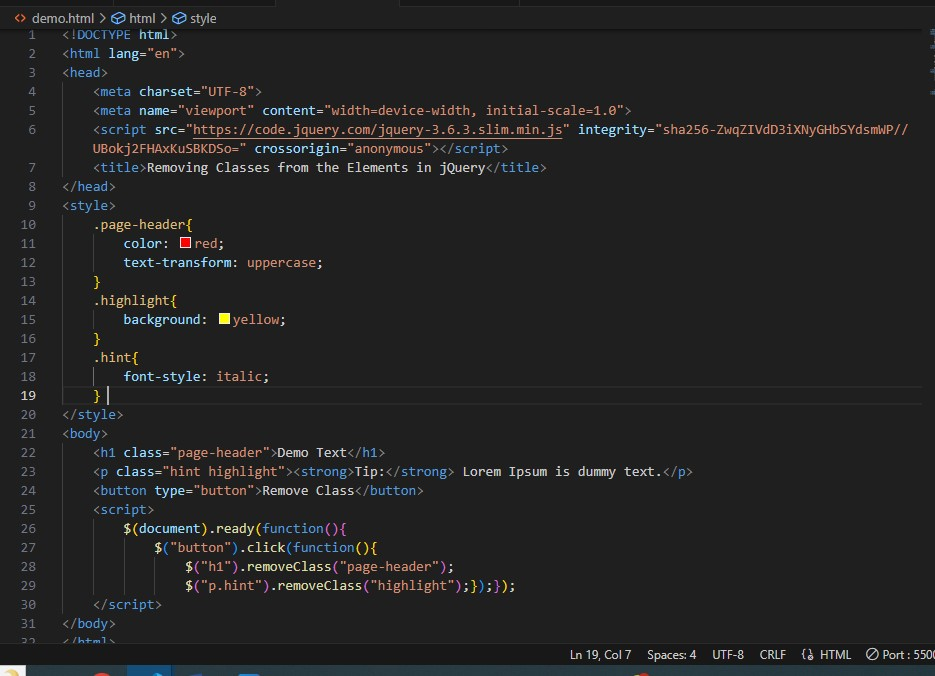 demo.html > html > style
1 <!DOCTYPE html>
2 <html lang="en">
3 <head>
4 <meta charset="UTF-8">
5 <meta name="viewport" content="width=device-width, initial-scale=1.0">
6 <script src="https://code.jquery.com/jquery-3.6.3.slim.min.js" integrity="sha256-ZwqZIVdD3iXNyGHbSYdsmWP//
UBokj2FHAxKuSBKDSo=" crossorigin="anonymous"></script>
7 <title>Removing Classes from the Elements in jQuery</title>
8 </head>
9 <style>
10 .page-header{
11 color: red;
12 text-transform: uppercase;
13 }
14 .highlight{
15 background: yellow;
16 }
17 .hint{
18 font-style: italic;
19 }
20 </style>
21 <body>
22 <h1 class="page-header">Demo Text</h1>
23 <p class="hint highlight"><strong>Tip:</strong> Lorem Ipsum is dummy text.</p>
24 <button type="button">Remove Class</button>
25 <script>
26 $(document).ready(function(){
27 $("button").click(function(){
28 $("h1").removeClass("page-header");
29 $("p.hint").removeClass("highlight");});});
30 </script>
31 </body>
32 </html>
Ln 19, Col 7 Spaces: 4 UTF-8 CRLF HTML Port : 5500